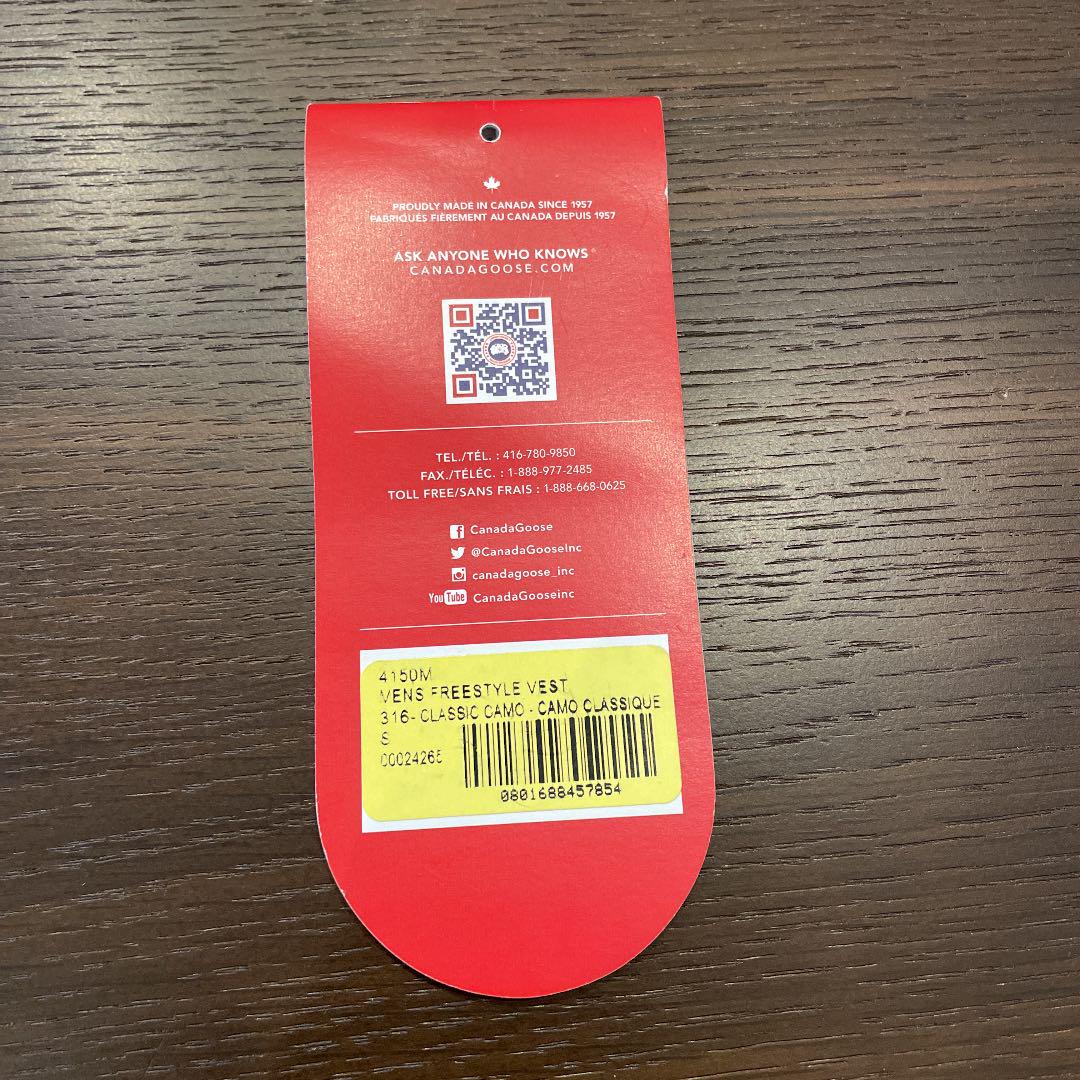 PROUDLY MADE IN CANADA SINCE 1957
FABRIQUÉS FIÈREMENT AU CANADA DEPUIS 1957
ASK ANYONE WHO KNOWS®
CANADAGOOSE.COM
TEL./TÉL. : 416-780-9850
FAX./TÉLÉC. : 1-888-977-2485
TOLL FREE/SANS FRAIS : 1-888-668-0625
CanadaGoose
@CanadaGooseInc
canadagoose_inc
YouTube CanadaGooseinc
4150M
MENS FREESTYLE VEST
316- CLASSIC CAMO - CAMO CLASSIQUE
S
00024265
0801688457854